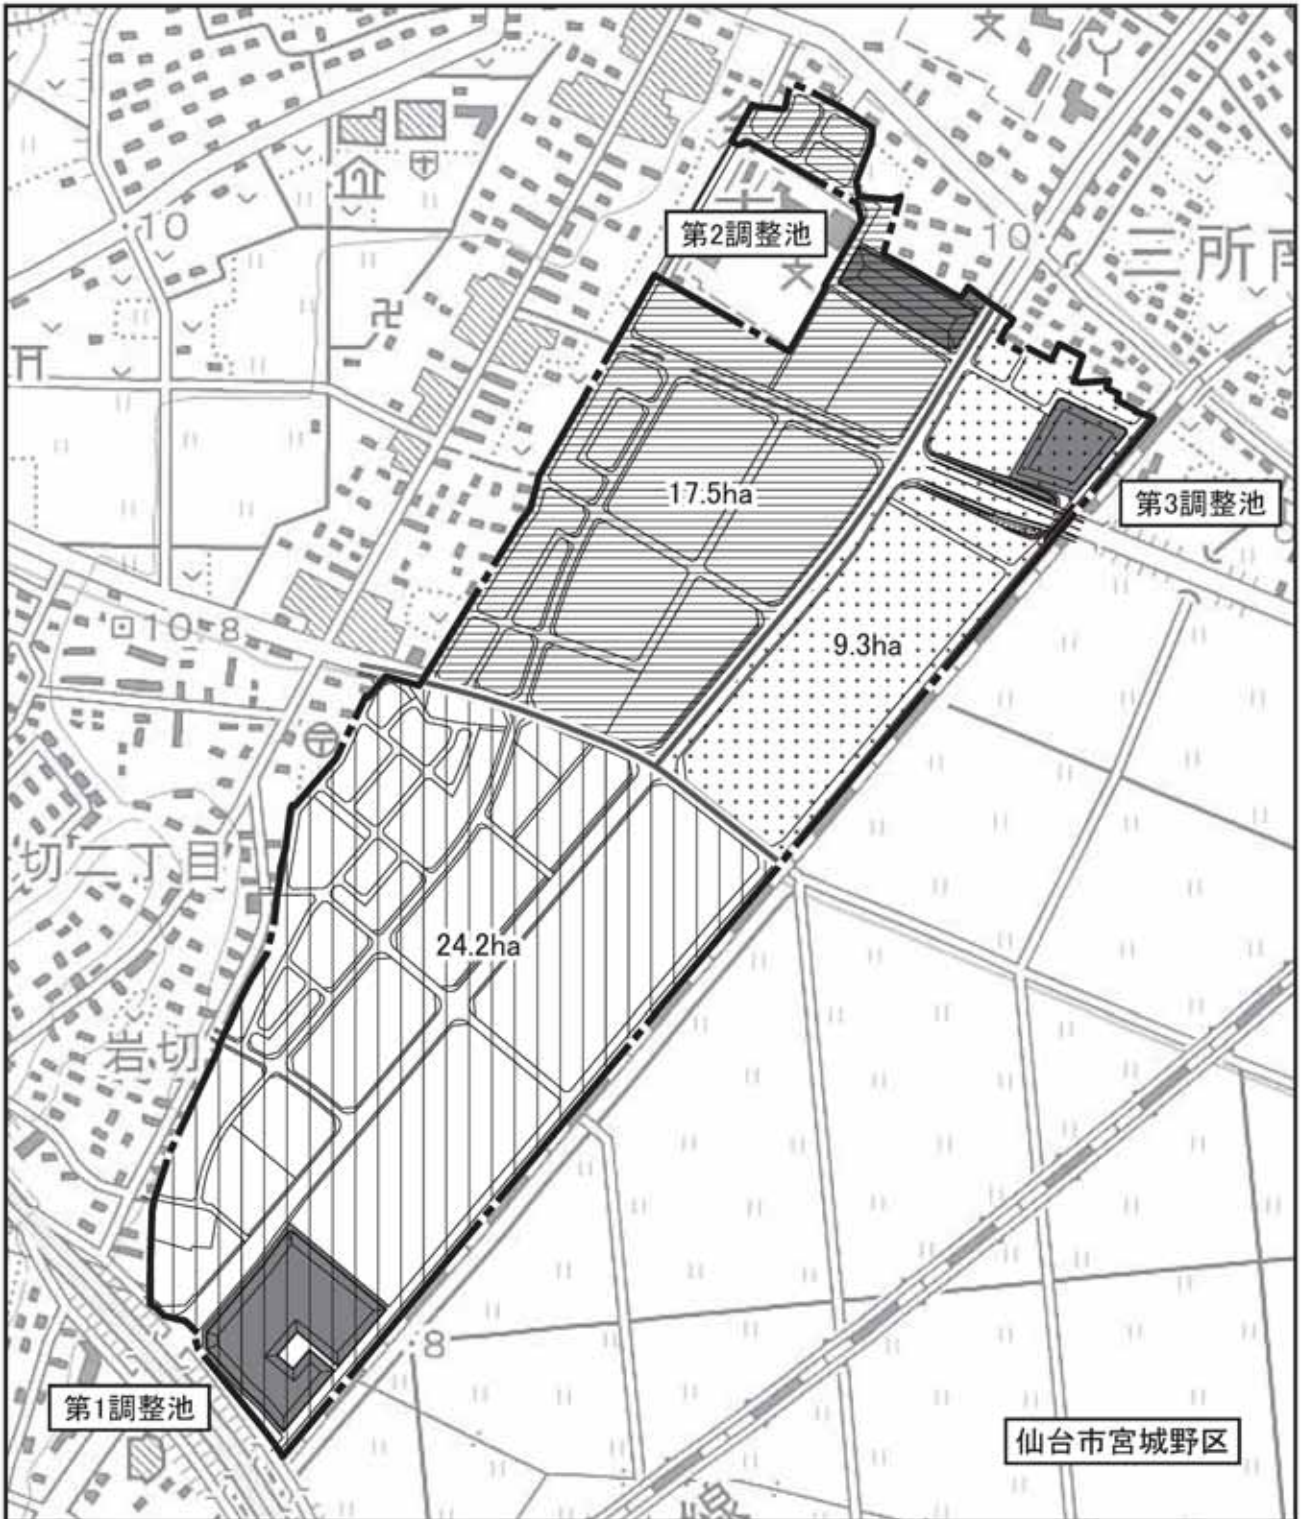 10
第2調整池
10
三所南
17.5ha
第3調整池
10.8
9.3ha
切二丁目
24.2ha
岩切
8
第1調整池
仙台市宮城野区
線